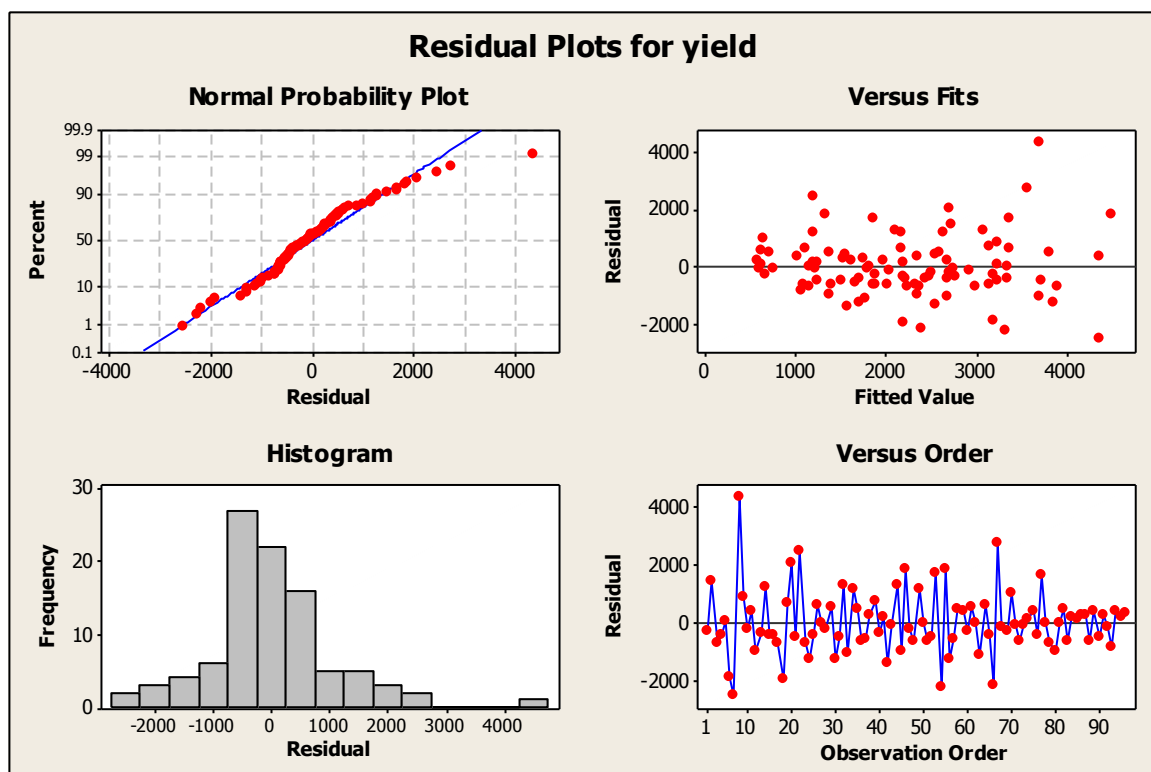 Residual Plots for yield
Normal Probability Plot
99.9
99
90
50
10
1
0.1
Percent
-4000 -2000 0 2000 4000
Residual
Versus Fits
4000
2000
0
-2000
Residual
0 1000 2000 3000 4000
Fitted Value
Histogram
30
20
10
0
Frequency
-2000 -1000 0 1000 2000 3000 4000
Residual
Versus Order
4000
2000
0
-2000
Residual
1 10 20 30 40 50 60 70 80 90
Observation Order